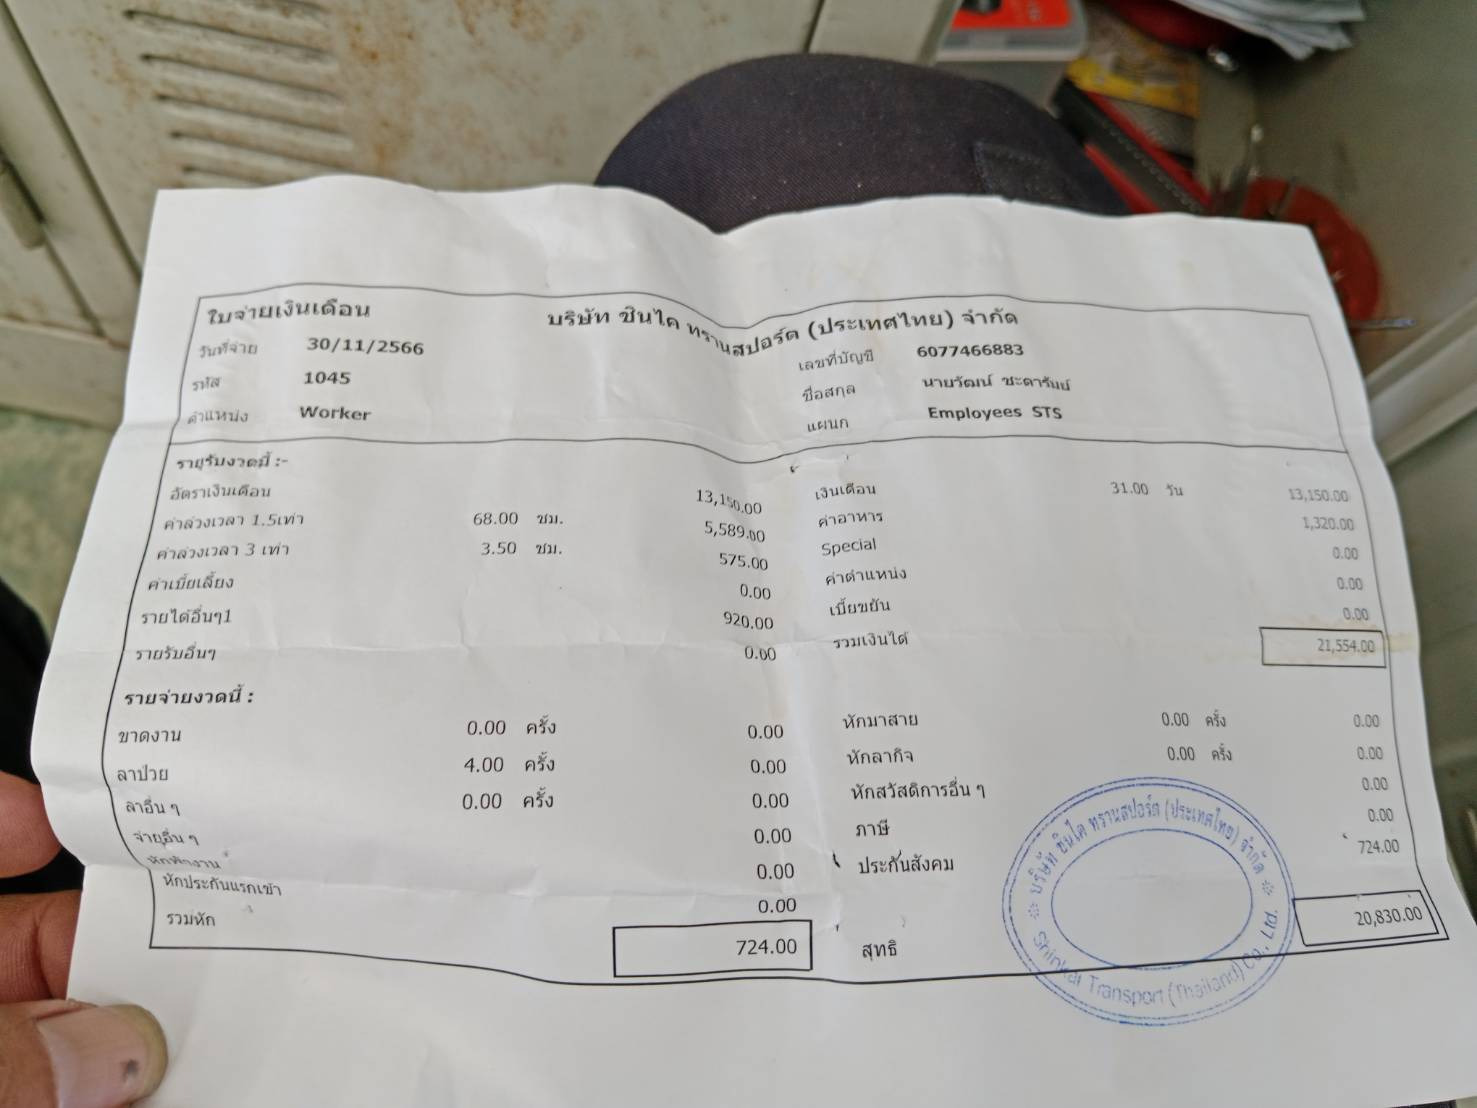 ใบจ่ายเงินเดือน บริษัท ชินไค ทรานสปอร์ต (ประเทศไทย) จำกัด
วันที่จ่าย 30/11/2566 เลขที่บัญชี 6077466883
รหัส 1045 ชื่อสกุล นายวัฒน์ ชะดารัมย์
ตำแหน่ง Worker แผนก Employees STS
รายรับงวดนี้ :-
อัตราเงินเดือน 13,150.00 เงินเดือน 31.00 วัน 13,150.00
ค่าล่วงเวลา 1.5เท่า 68.00 ชม. 5,589.00 ค่าอาหาร 1,320.00
ค่าล่วงเวลา 3 เท่า 3.50 ชม. 575.00 Special 0.00
ค่าเบี้ยเลี้ยง 0.00 ค่าตำแหน่ง 0.00
รายได้อื่นๆ1 920.00 เบี้ยขยัน 0.00
รายรับอื่นๆ 0.00 รวมเงินได้ 21,554.00
รายจ่ายงวดนี้ :
ขาดงาน 0.00 ครั้ง 0.00 หักมาสาย 0.00 ครั้ง 0.00
ลาป่วย 4.00 ครั้ง 0.00 หักลากิจ 0.00 ครั้ง 0.00
ลาอื่น ๆ 0.00 ครั้ง 0.00 หักสวัสดิการอื่น ๆ 0.00
จ่ายอื่น ๆ 0.00 ภาษี 0.00
หักพักงาน 0.00 ประกันสังคม 724.00
หักประกันแรกเข้า 0.00
รวมหัก 724.00 สุทธิ 20,830.00
บริษัท ชินไค ทรานสปอร์ต (ประเทศไทย) จำกัด
Shinkai Transport (Thailand) Co., Ltd.